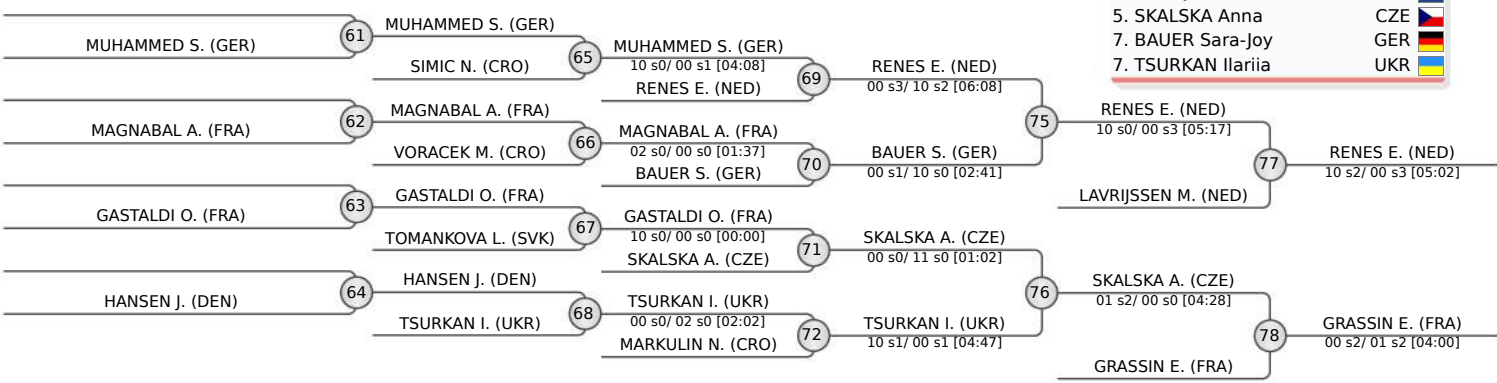 5. SKALSKA Anna CZE
7. BAUER Sara-Joy GER
7. TSURKAN Ilariia UKR
MUHAMMED S. (GER)
61
MUHAMMED S. (GER)
SIMIC N. (CRO)
65
MUHAMMED S. (GER)
10 s0/ 00 s1 [04:08]
RENES E. (NED)
69
RENES E. (NED)
00 s3/ 10 s2 [06:08]
MAGNABAL A. (FRA)
62
MAGNABAL A. (FRA)
VORACEK M. (CRO)
66
MAGNABAL A. (FRA)
02 s0/ 00 s0 [01:37]
BAUER S. (GER)
70
BAUER S. (GER)
00 s1/ 10 s0 [02:41]
75
RENES E. (NED)
10 s0/ 00 s3 [05:17]
LAVRIJSSEN M. (NED)
77
RENES E. (NED)
10 s2/ 00 s3 [05:02]
GASTALDI O. (FRA)
63
GASTALDI O. (FRA)
TOMANKOVA L. (SVK)
67
GASTALDI O. (FRA)
10 s0/ 00 s0 [00:00]
SKALSKA A. (CZE)
71
SKALSKA A. (CZE)
00 s0/ 11 s0 [01:02]
HANSEN J. (DEN)
64
HANSEN J. (DEN)
TSURKAN I. (UKR)
68
TSURKAN I. (UKR)
00 s0/ 02 s0 [02:02]
MARKULIN N. (CRO)
72
TSURKAN I. (UKR)
10 s1/ 00 s1 [04:47]
76
SKALSKA A. (CZE)
01 s2/ 00 s0 [04:28]
GRASSIN E. (FRA)
78
GRASSIN E. (FRA)
00 s2/ 01 s2 [04:00]